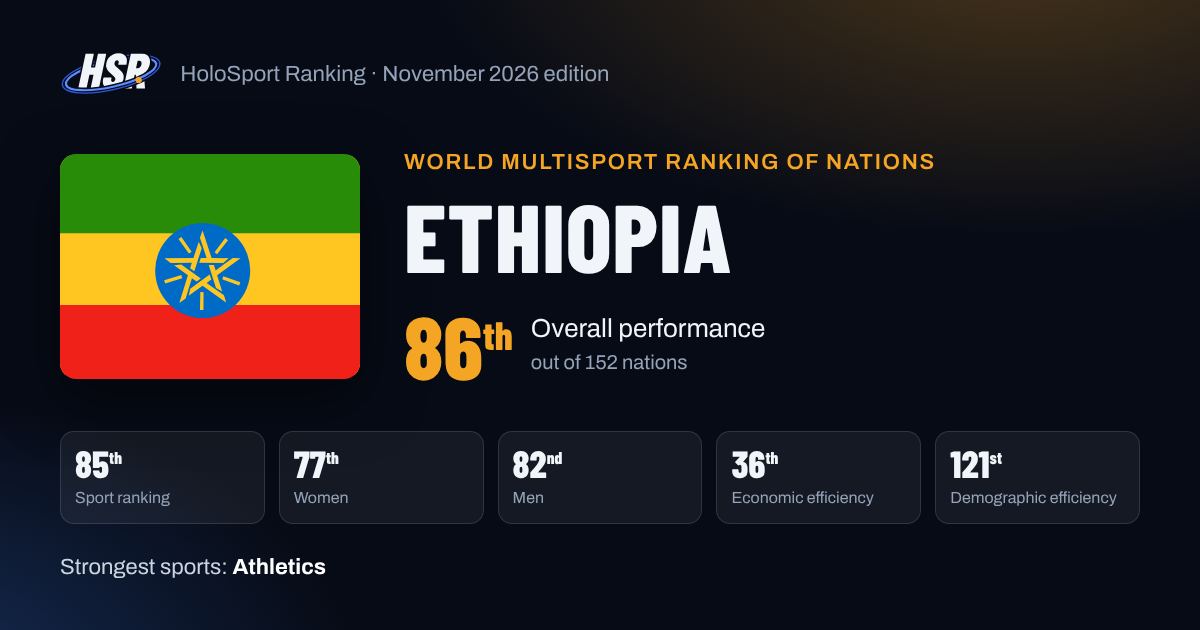 HSR
HoloSport Ranking · November 2026 edition
WORLD MULTISPORT RANKING OF NATIONS
ETHIOPIA
86th
Overall performance
out of 152 nations
85th
Sport ranking
77th
Women
82nd
Men
36th
Economic efficiency
121st
Demographic efficiency
Strongest sports: Athletics